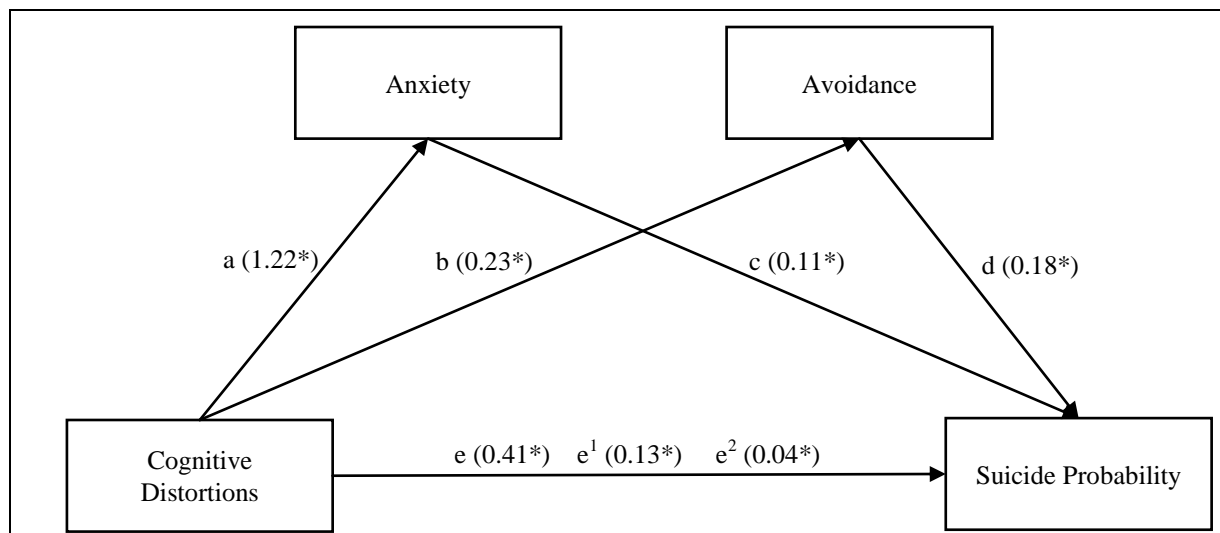 Anxiety
Avoidance
a (1.22*)
b (0.23*)
c (0.11*)
d (0.18*)
Cognitive
Distortions
e (0.41*) e¹ (0.13*) e² (0.04*)
Suicide Probability